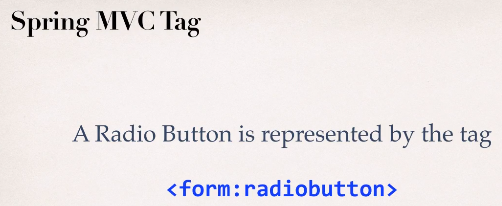 Spring MVC Tag
A Radio Button is represented by the tag
<form:radiobutton>